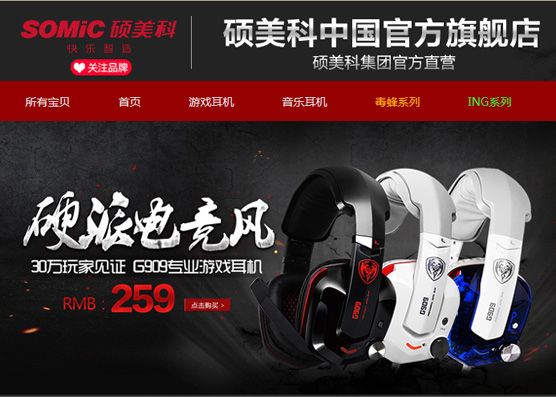 SOMiC 硕美科
快乐智造
关注品牌
硕美科中国官方旗舰店
硕美科集团官方直营
所有宝贝 首页 游戏耳机 音乐耳机 毒蜂系列 ING系列
硬派电竞风
30万玩家见证 G909专业游戏耳机
RMB：259 点击购买 >
G909
G909
G909